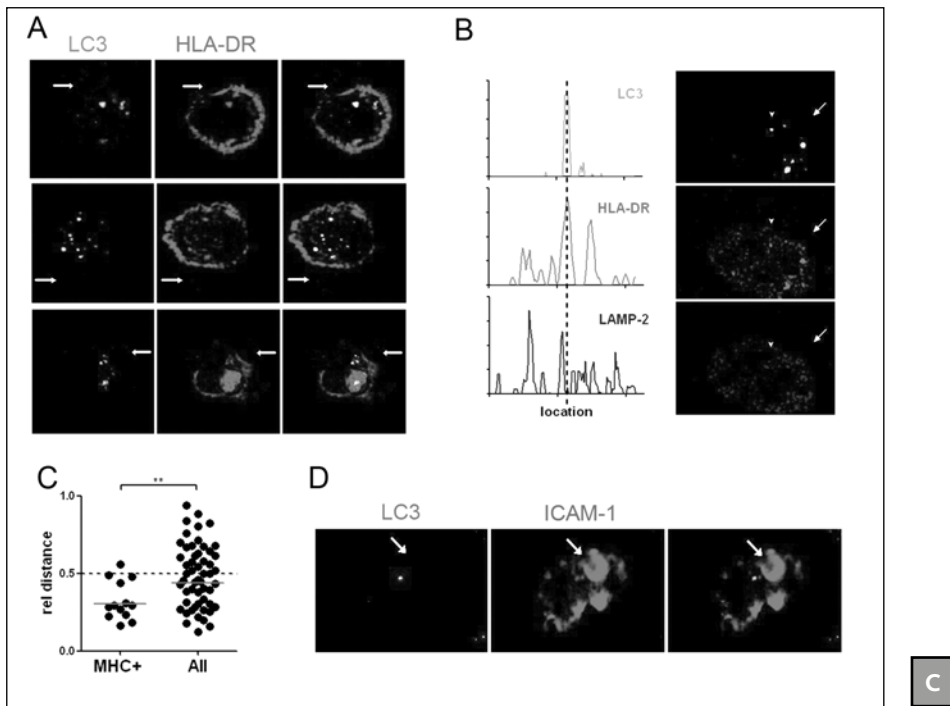 A
LC3 HLA-DR
B
LC3
HLA-DR
LAMP-2
location
C
**
1.0
0.5
0.0
rel distance
MHC+ All
D
LC3 ICAM-1
C